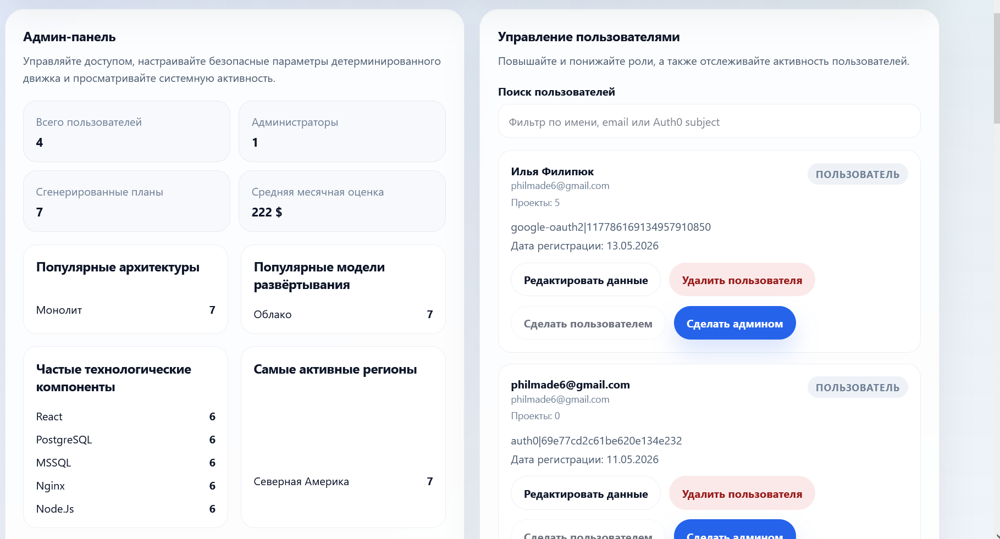 Админ-панель
Управляйте доступом, настраивайте безопасные параметры детерминированного
движка и просматривайте системную активность.
Всего пользователей
4
Администраторы
1
Сгенерированные планы
7
Средняя месячная оценка
222 $
Популярные архитектуры
Монолит 7
Популярные модели
развёртывания
Облако 7
Частые технологические
компоненты
React 6
PostgreSQL 6
MSSQL 6
Nginx 6
Node.Js 6
Самые активные регионы
Северная Америка 7
Управление пользователями
Повышайте и понижайте роли, а также отслеживайте активность пользователей.
Поиск пользователей
Фильтр по имени, email или Auth0 subject
Илья Филипюк
ПОЛЬЗОВАТЕЛЬ
philmade6@gmail.com
Проекты: 5
google-oauth2|117786169134957910850
Дата регистрации: 13.05.2026
Редактировать данные
Удалить пользователя
Сделать пользователем
Сделать админом
philmade6@gmail.com
ПОЛЬЗОВАТЕЛЬ
philmade6@gmail.com
Проекты: 0
auth0|69e77cd2c61be620e134e232
Дата регистрации: 11.05.2026
Редактировать данные
Удалить пользователя
Сделать пользователем
Сделать админом